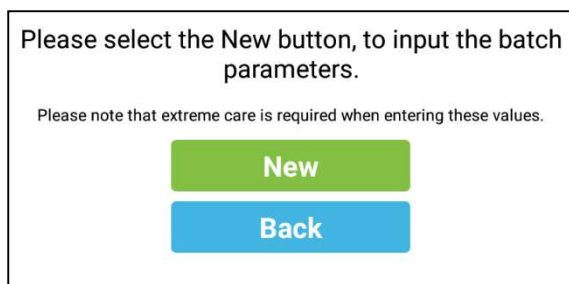 Please select the New button, to input the batch
parameters.
Please note that extreme care is required when entering these values.
New
Back